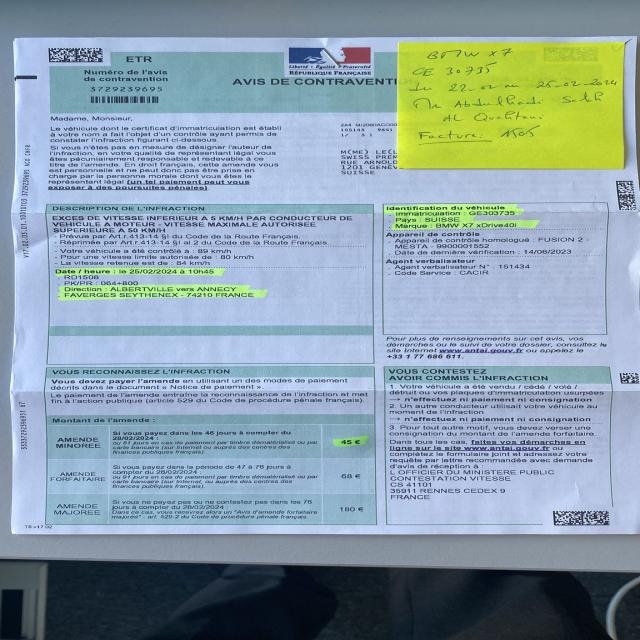 ETR
Numéro de l'avis
de contravention
3729239695
Liberté • Égalité • Fraternité
RÉPUBLIQUE FRANÇAISE
AVIS DE CONTRAVENTI
BMW X7
GE 30735
25-02-2024
Mr Abdulhadi
Facture:
Madame, Monsieur,
Le véhicule dont le certificat d'immatriculation est établi
à votre nom a fait l'objet d'un contrôle ayant permis de
constater l'infraction figurant ci-dessous.
Si vous n'êtes pas en mesure de désigner l'auteur de
l'infraction, en votre qualité de représentant légal vous
êtes pécuniairement responsable et redevable à ce
titre de l'amende. En droit français, cette amende vous
est personnelle et ne peut donc pas être prise en
charge par la personne morale dont vous êtes le
représentant légal (un tel paiement peut vous
exposer à des poursuites pénales)
M(ME) LE(L
SWISS PREM
RUE ARNOLD
1201 GENEV
SUISSE
DESCRIPTION DE L'INFRACTION
EXCES DE VITESSE INFERIEUR A 5 KM/H PAR CONDUCTEUR DE
VEHICULE A MOTEUR - VITESSE MAXIMALE AUTORISEE
SUPERIEURE A 50 KM/H
- Prévue par Art.r.413-14 §I du Code de la Route.
- Réprimée par Art.r.413-14 §I al.2 du Code de la Route.
- Votre véhicule a été contrôlé à : 89 km/h
- Pour une vitesse limite autorisée de : 80 km/h
- La vitesse retenue est de : 84 km/h
Date / heure : le 25/02/2024 à 10h45
- RD1508
- PK/PR : 064+800
- Direction : ALBERTVILLE vers ANNECY
- FAVERGES SEYTHENEX - 74210 FRANCE
Identification du véhicule
- Immatriculation : GE303735
- Pays : SUISSE
- Marque : BMW X7 xDrive40i
Appareil de contrôle
- Appareil de contrôle homologué : FUSION 2 -
MESTA - 99000I1552
- Date de dernière vérification : 14/06/2023
Agent verbalisateur
- Agent verbalisateur N° : 151434
- Code Service : CACIR
Pour plus de renseignements sur cet avis, vos
démarches ou le suivi de votre dossier, consultez le
site Internet www.antai.gouv.fr ou appelez le
+33 1 77 686 611.
VOUS RECONNAISSEZ L'INFRACTION
Vous devez payer l'amende en utilisant un des modes de paiement
décrits dans le document « Notice de paiement ».
Le paiement de l'amende entraîne la reconnaissance de l'infraction et met
fin à l'action publique (article 529 du Code de procédure pénale français).
Montant de l'amende :
AMENDE
MINOREE
Si vous payez dans les 46 jours à compter du
28/02/2024 :
ou 61 jours en cas de paiement par timbre dématérialisé ou par
carte bancaire (sur Internet ou auprès des centres des
finances publiques français).
45 €
AMENDE
FORFAITAIRE
Si vous payez dans la période de 47 à 76 jours à
compter du 28/02/2024 :
ou 91 jours en cas de paiement par timbre dématérialisé ou par
carte bancaire (sur Internet ou auprès des centres des
finances publiques français).
68 €
AMENDE
MAJOREE
Si vous ne payez pas ou ne contestez pas dans les 76
jours à compter du 28/02/2024 :
Dans ce cas, vous recevrez alors un "Avis d'amende forfaitaire
majorée" - art. 529-2 du Code de procédure pénale français.
180 €
VOUS CONTESTEZ
AVOIR COMMIS L'INFRACTION
1. Votre véhicule a été vendu / cédé / volé /
détruit ou vos plaques d'immatriculation usurpées
→ n'effectuez ni paiement ni consignation
2. Un autre conducteur utilisait votre véhicule au
moment de l'infraction
→ n'effectuez ni paiement ni consignation
3. Pour tout autre motif, vous devez verser une
consignation du montant de l'amende forfaitaire.
Dans tous les cas, faites vos démarches en
ligne sur le site www.antai.gouv.fr ou
complétez le formulaire joint et adressez votre
requête par lettre recommandée avec demande
d'avis de réception à
L OFFICIER DU MINISTERE PUBLIC
CONTESTATION VITESSE
CS 41101
35911 RENNES CEDEX 9
FRANCE
T6 v17.02